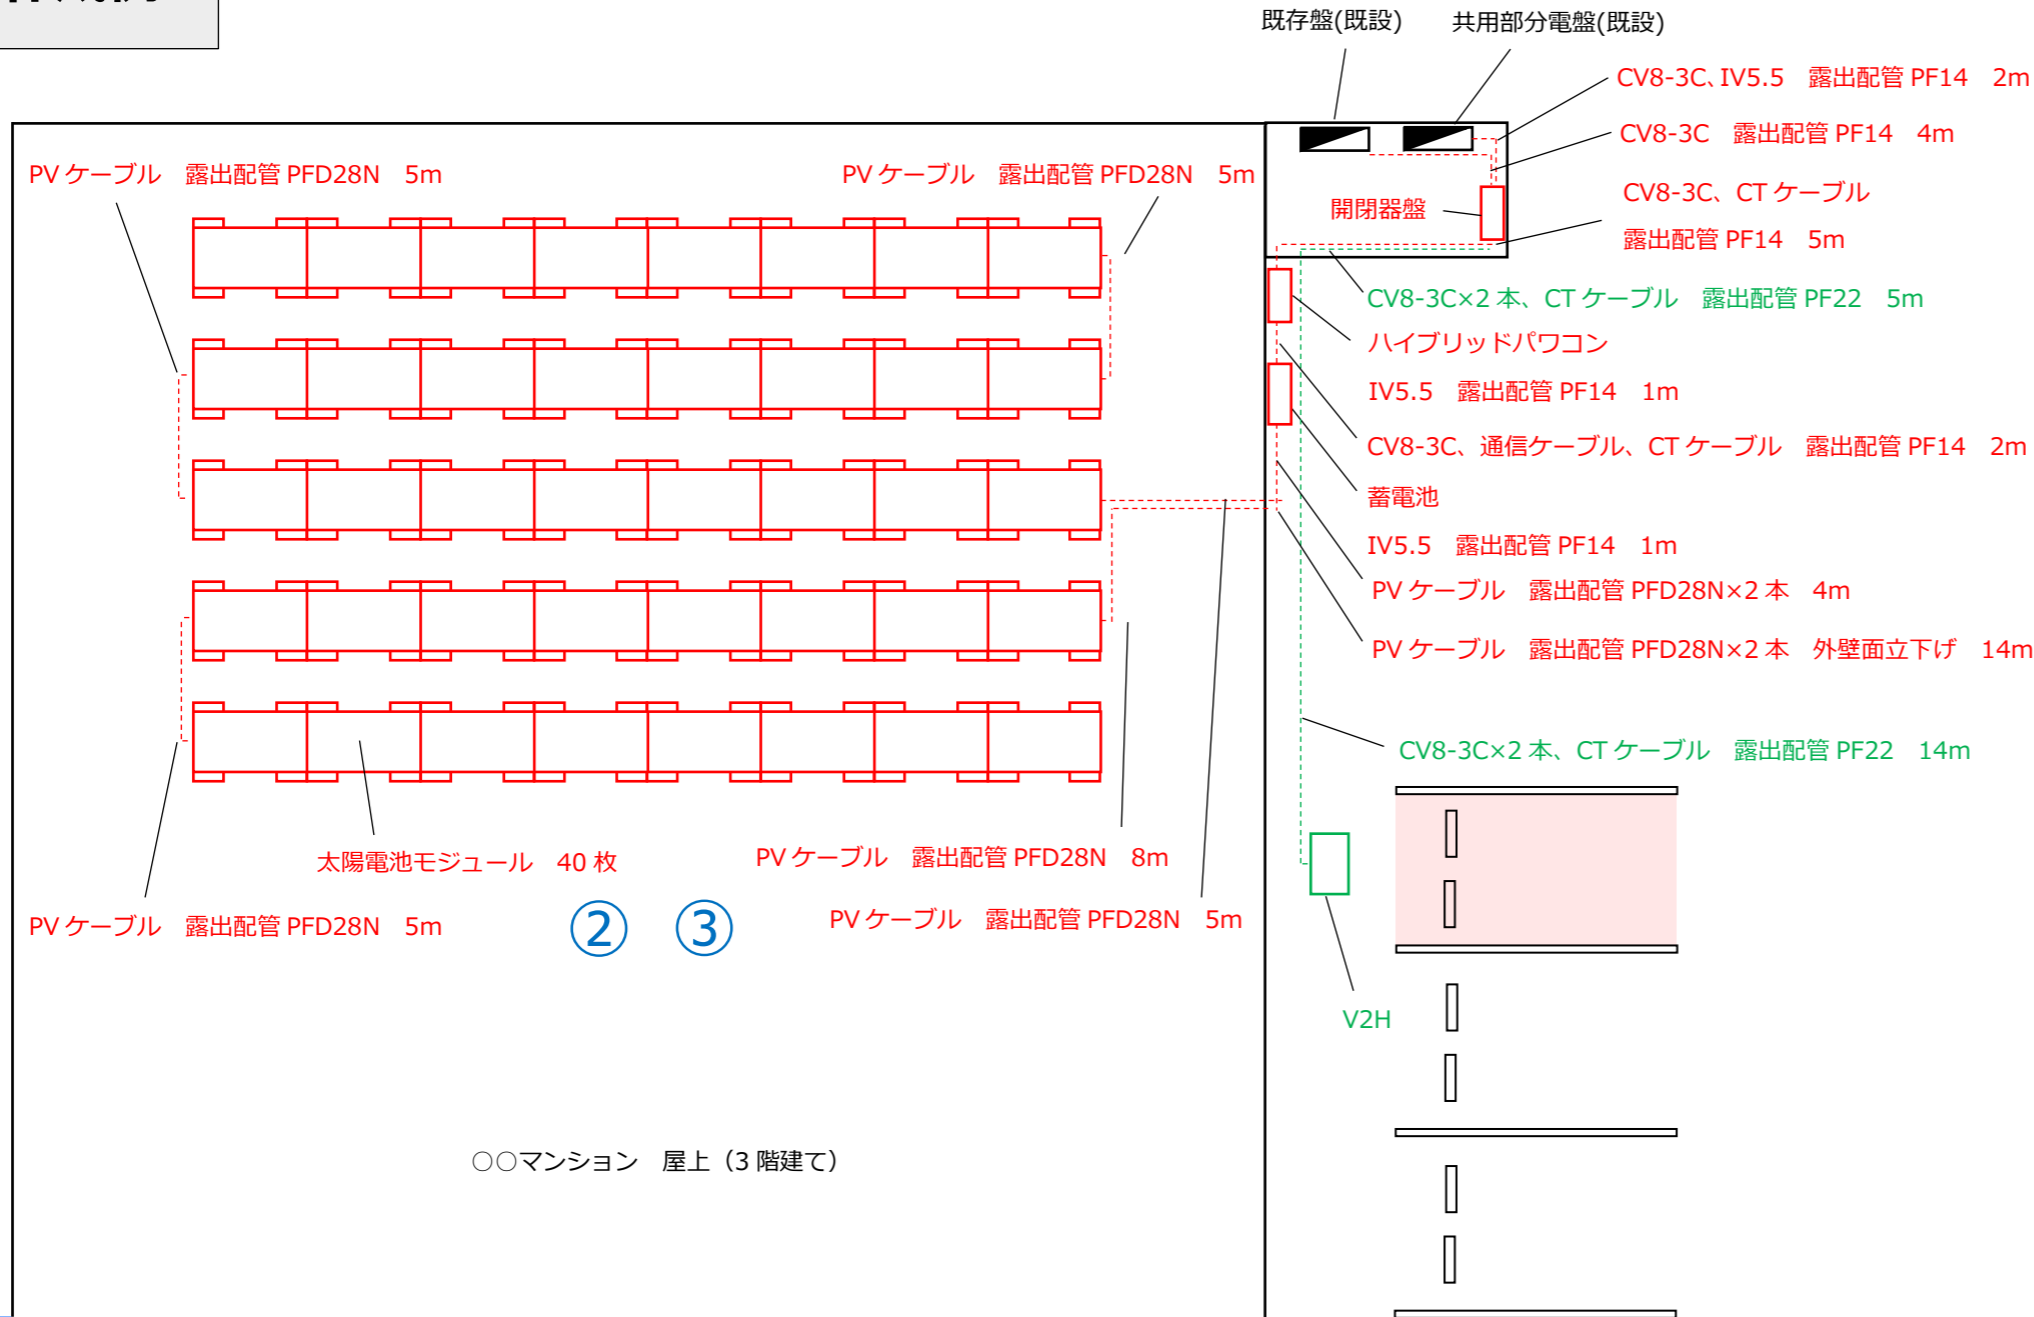 既存盤(既設)
共用部分電盤(既設)
CV8-3C、IV5.5 露出配管 PF14 2m
CV8-3C 露出配管 PF14 4m
PV ケーブル 露出配管 PFD28N 5m
PV ケーブル 露出配管 PFD28N 5m
CV8-3C、CT ケーブル
露出配管 PF14 5m
開閉器盤
CV8-3C×2 本、CT ケーブル 露出配管 PF22 5m
ハイブリッドパワコン
IV5.5 露出配管 PF14 1m
CV8-3C、通信ケーブル、CT ケーブル 露出配管 PF14 2m
蓄電池
IV5.5 露出配管 PF14 1m
PV ケーブル 露出配管 PFD28N×2 本 4m
PV ケーブル 露出配管 PFD28N×2 本 外壁面立下げ 14m
CV8-3C×2 本、CT ケーブル 露出配管 PF22 14m
太陽電池モジュール 40 枚
PV ケーブル 露出配管 PFD28N 8m
PV ケーブル 露出配管 PFD28N 5m
② ③
PV ケーブル 露出配管 PFD28N 5m
V2H
○○マンション 屋上（3 階建て）